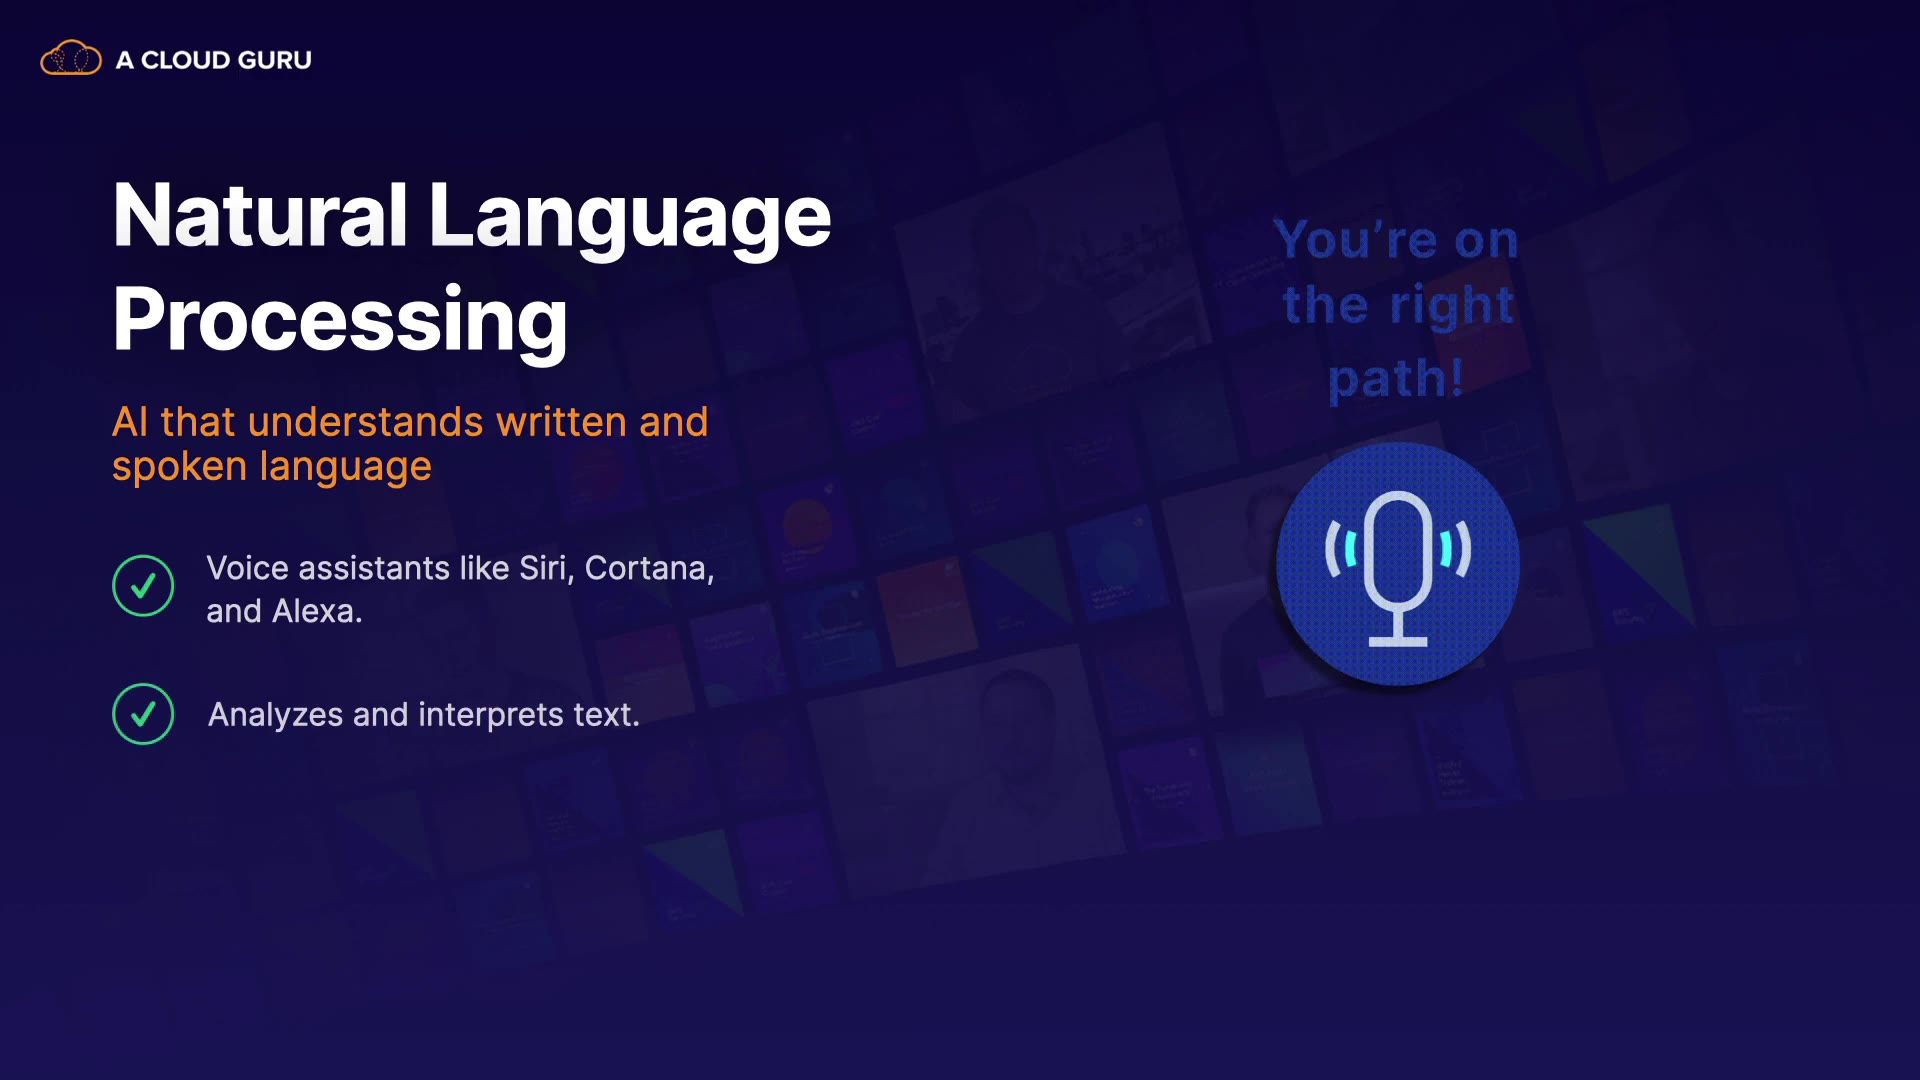 A CLOUD GURU
Natural Language
Processing
AI that understands written and
spoken language
Voice assistants like Siri, Cortana,
and Alexa.
Analyzes and interprets text.
You’re on
the right
path!